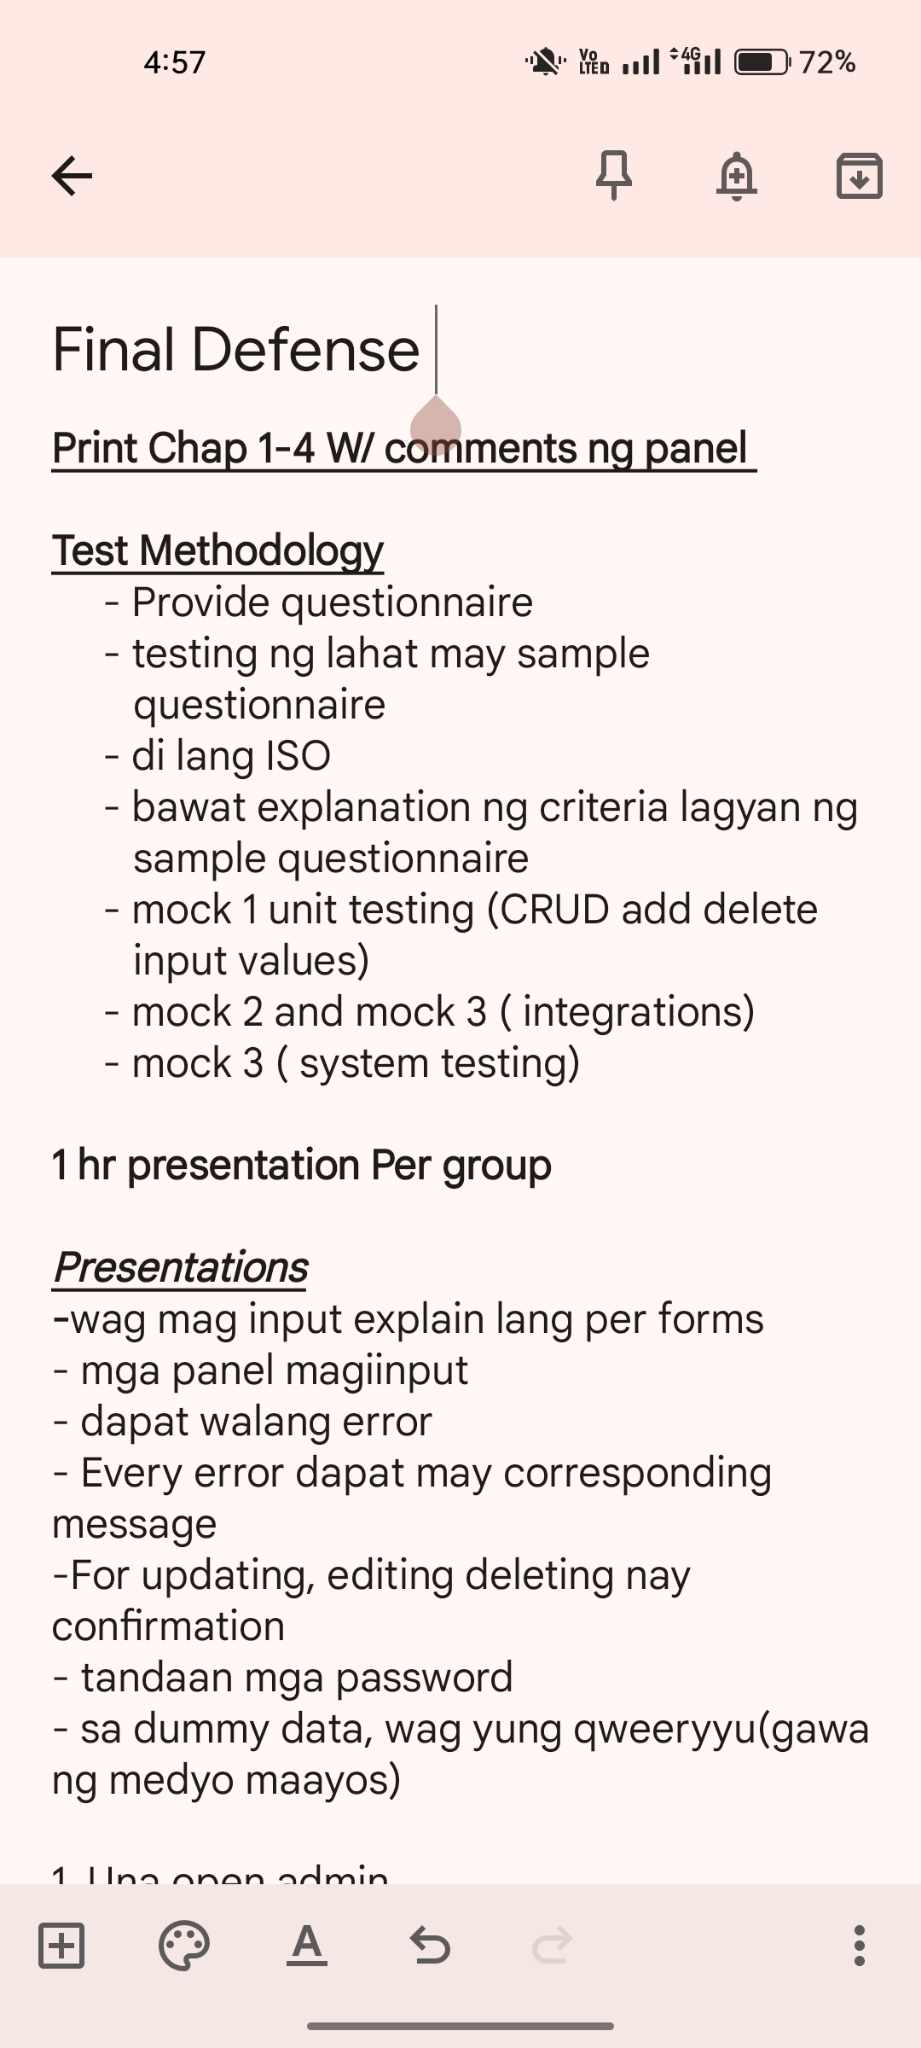 4:57
Vo LTE 4G 72%
Final Defense
Print Chap 1-4 W/ comments ng panel
Test Methodology
- Provide questionnaire
- testing ng lahat may sample
questionnaire
- di lang ISO
- bawat explanation ng criteria lagyan ng
sample questionnaire
- mock 1 unit testing (CRUD add delete
input values)
- mock 2 and mock 3 ( integrations)
- mock 3 ( system testing)
1 hr presentation Per group
Presentations
-wag mag input explain lang per forms
- mga panel magiinput
- dapat walang error
- Every error dapat may corresponding
message
-For updating, editing deleting nay
confirmation
- tandaan mga password
- sa dummy data, wag yung qweeryyu(gawa
ng medyo maayos)
1. Una open admin
A